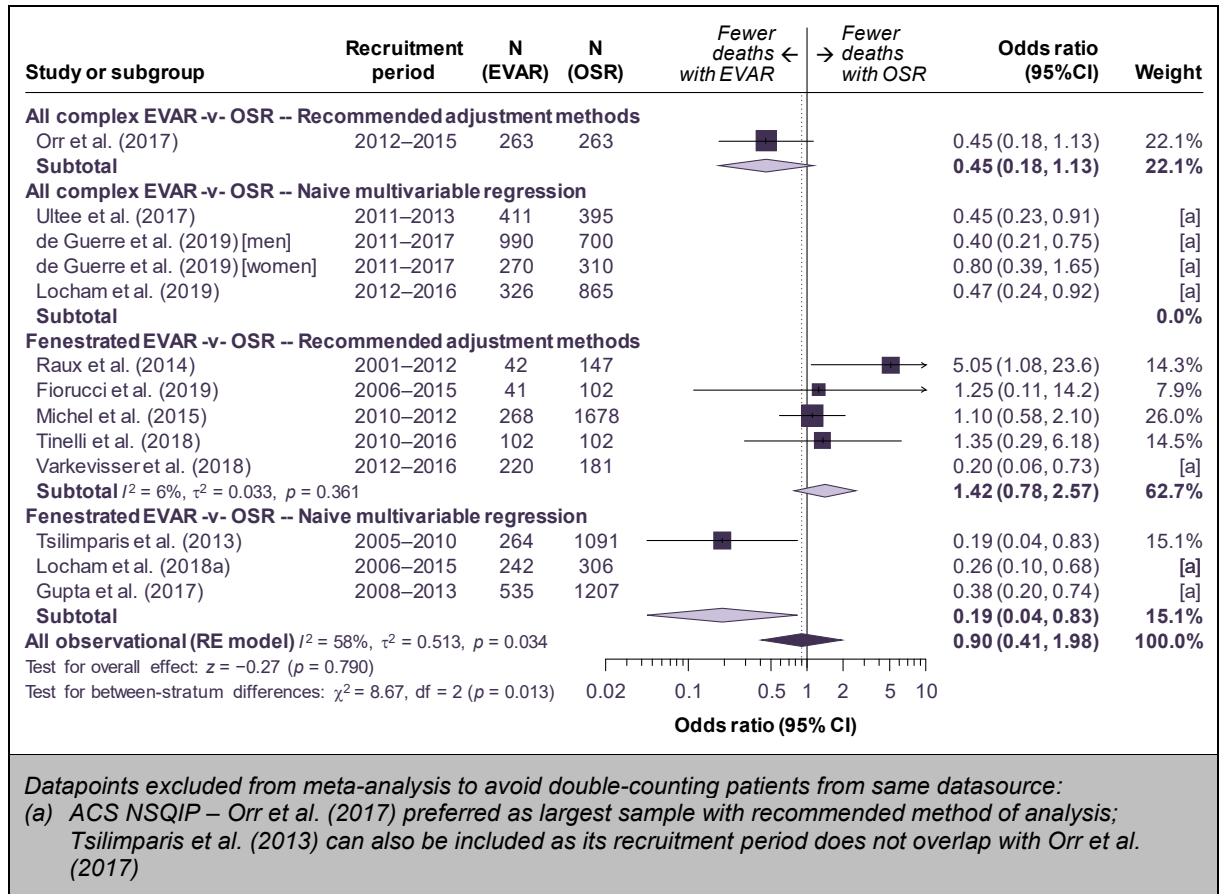 Study or subgroup Recruitment period N (EVAR) N (OSR) Fewer deaths ← with EVAR Fewer → deaths with OSR Odds ratio (95%CI) Weight
All complex EVAR -v- OSR -- Recommended adjustment methods
Orr et al. (2017) 2012–2015 263 263 0.45 (0.18, 1.13) 22.1%
Subtotal 0.45 (0.18, 1.13) 22.1%
All complex EVAR -v- OSR -- Naive multivariable regression
Ultee et al. (2017) 2011–2013 411 395 0.45 (0.23, 0.91) [a]
de Guerre et al. (2019) [men] 2011–2017 990 700 0.40 (0.21, 0.75) [a]
de Guerre et al. (2019) [women] 2011–2017 270 310 0.80 (0.39, 1.65) [a]
Locham et al. (2019) 2012–2016 326 865 0.47 (0.24, 0.92) [a]
Subtotal 0.0%
Fenestrated EVAR -v- OSR -- Recommended adjustment methods
Raux et al. (2014) 2001–2012 42 147 5.05 (1.08, 23.6) 14.3%
Fiorucci et al. (2019) 2006–2015 41 102 1.25 (0.11, 14.2) 7.9%
Michel et al. (2015) 2010–2012 268 1678 1.10 (0.58, 2.10) 26.0%
Tinelli et al. (2018) 2010–2016 102 102 1.35 (0.29, 6.18) 14.5%
Varkevisser et al. (2018) 2012–2016 220 181 0.20 (0.06, 0.73) [a]
Subtotal I² = 6%, τ² = 0.033, p = 0.361 1.42 (0.78, 2.57) 62.7%
Fenestrated EVAR -v- OSR -- Naive multivariable regression
Tsilimparis et al. (2013) 2005–2010 264 1091 0.19 (0.04, 0.83) 15.1%
Locham et al. (2018a) 2006–2015 242 306 0.26 (0.10, 0.68) [a]
Gupta et al. (2017) 2008–2013 535 1207 0.38 (0.20, 0.74) [a]
Subtotal 0.19 (0.04, 0.83) 15.1%
All observational (RE model) I² = 58%, τ² = 0.513, p = 0.034 0.90 (0.41, 1.98) 100.0%
Test for overall effect: z = −0.27 (p = 0.790)
Test for between-stratum differences: χ² = 8.67, df = 2 (p = 0.013) 0.02 0.1 0.5 1 2 5 10
Odds ratio (95% CI)
Datapoints excluded from meta-analysis to avoid double-counting patients from same datasource:
(a) ACS NSQIP – Orr et al. (2017) preferred as largest sample with recommended method of analysis;
Tsilimparis et al. (2013) can also be included as its recruitment period does not overlap with Orr et al.
(2017)